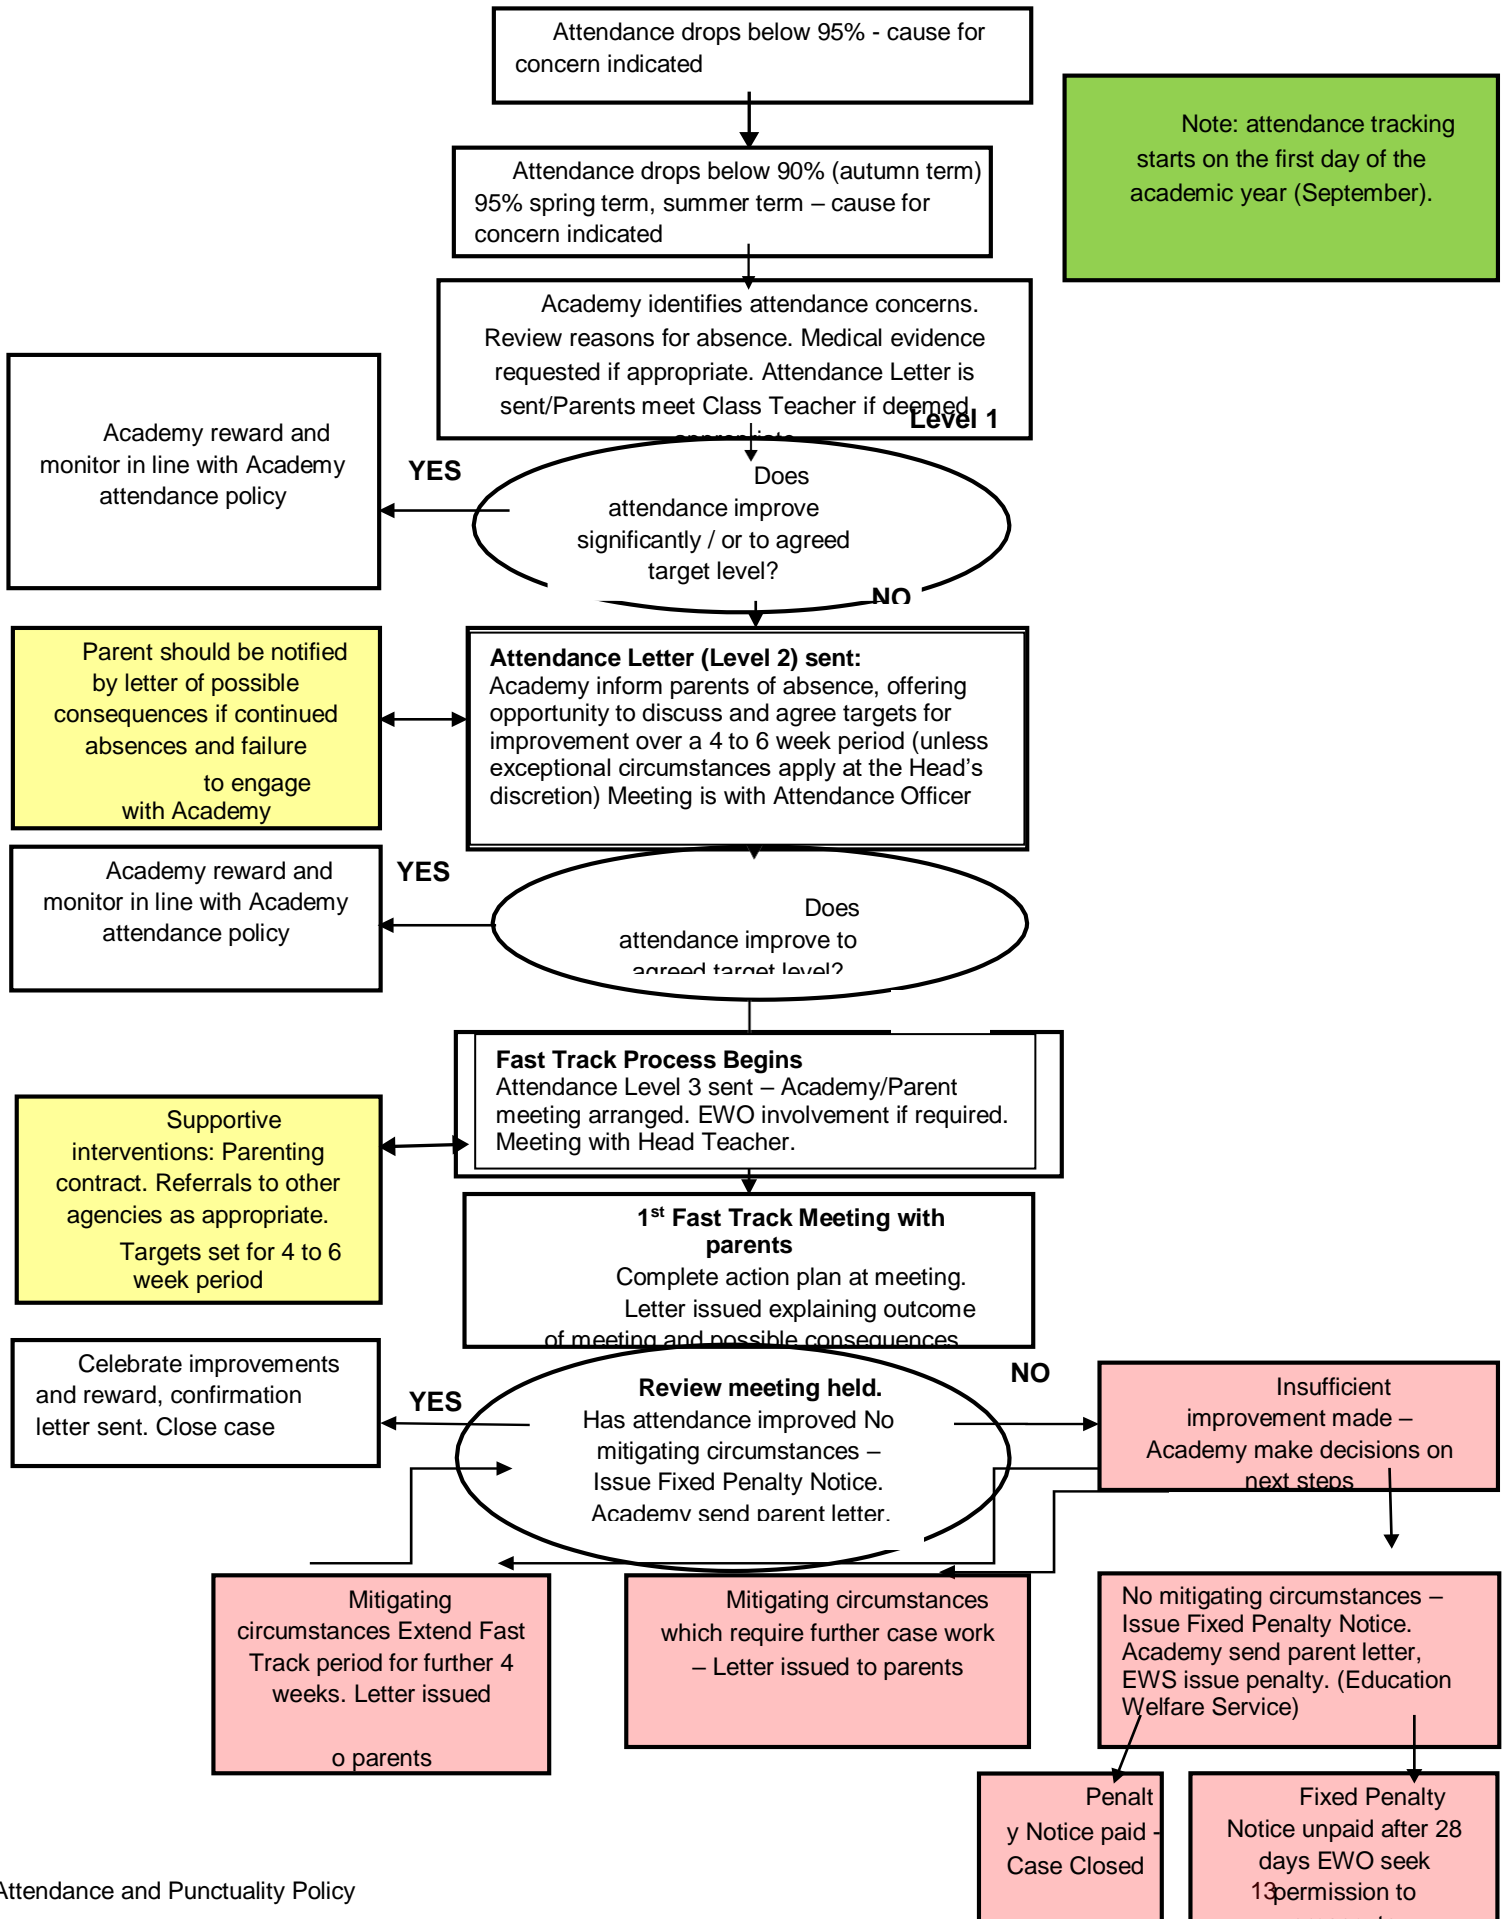 Attendance drops below 95% - cause for
concern indicated
Note: attendance tracking
starts on the first day of the
academic year (September).
Attendance drops below 90% (autumn term)
95% spring term, summer term – cause for
concern indicated
Academy identifies attendance concerns.
Review reasons for absence. Medical evidence
requested if appropriate. Attendance Letter is
sent/Parents meet Class Teacher if deemed
Level 1
Academy reward and
monitor in line with Academy
attendance policy
YES
Does
attendance improve
significantly / or to agreed
target level?
NO
Parent should be notified
by letter of possible
consequences if continued
absences and failure
to engage
with Academy
Attendance Letter (Level 2) sent:
Academy inform parents of absence, offering
opportunity to discuss and agree targets for
improvement over a 4 to 6 week period (unless
exceptional circumstances apply at the Head’s
discretion) Meeting is with Attendance Officer
Academy reward and
monitor in line with Academy
attendance policy
YES
Does
attendance improve to
agreed target level?
Fast Track Process Begins
Attendance Level 3 sent – Academy/Parent
meeting arranged. EWO involvement if required.
Meeting with Head Teacher.
Supportive
interventions: Parenting
contract. Referrals to other
agencies as appropriate.
Targets set for 4 to 6
week period
1st Fast Track Meeting with
parents
Complete action plan at meeting.
Letter issued explaining outcome
of meeting and possible consequences
Celebrate improvements
and reward, confirmation
letter sent. Close case
YES
Review meeting held.
Has attendance improved No
mitigating circumstances –
Issue Fixed Penalty Notice.
Academy send parent letter.
NO
Insufficient
improvement made –
Academy make decisions on
next steps
Mitigating
circumstances Extend Fast
Track period for further 4
weeks. Letter issued
o parents
Mitigating circumstances
which require further case work
– Letter issued to parents
No mitigating circumstances –
Issue Fixed Penalty Notice.
Academy send parent letter,
EWS issue penalty. (Education
Welfare Service)
Penalt
y Notice paid -
Case Closed
Fixed Penalty
Notice unpaid after 28
days EWO seek
permission to
Attendance and Punctuality Policy
13